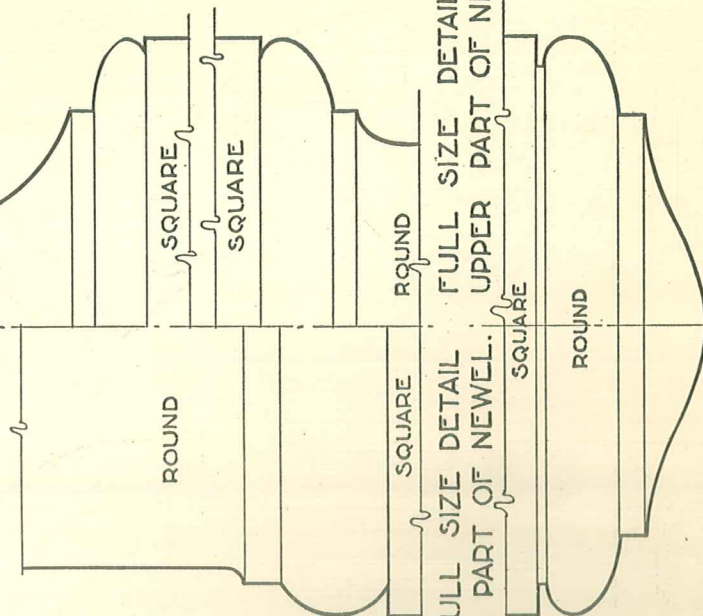 ROUND
SQUARE
SQUARE
SQUARE
ROUND
ULL SIZE DETAIL
PART OF NEWEL.
FULL SIZE DETAIL
UPPER PART OF
SQUARE
ROUND